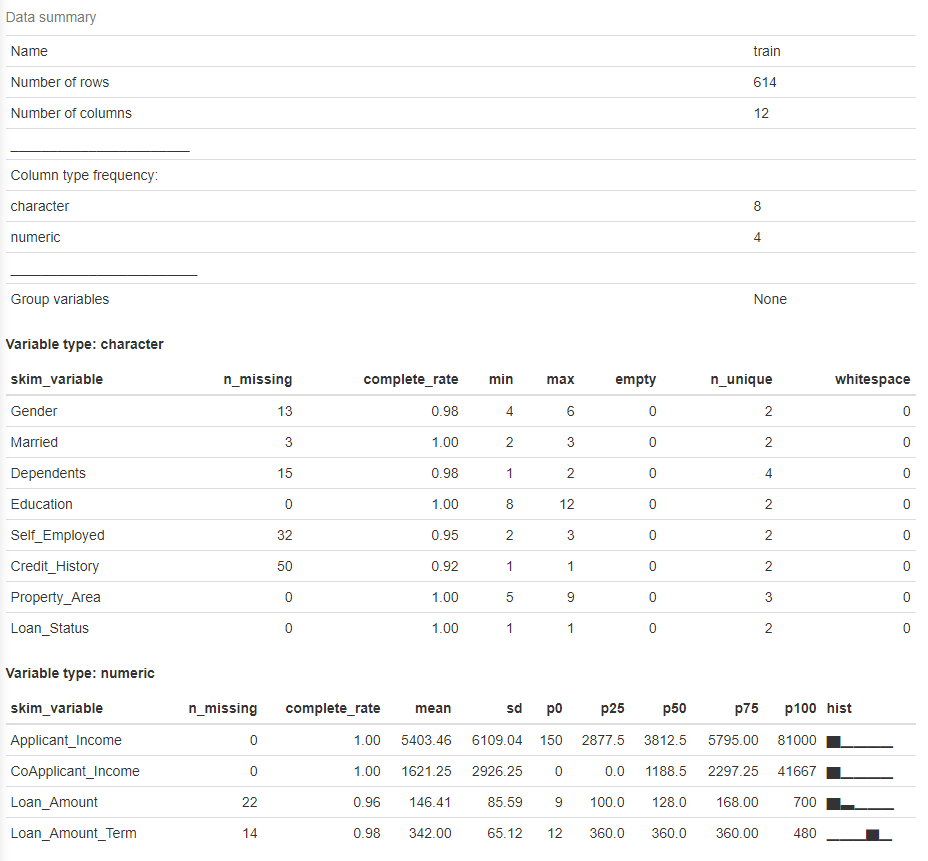 Data summary
Name train
Number of rows 614
Number of columns 12
_______________________
Column type frequency:
character 8
numeric 4
________________________
Group variables None
Variable type: character
skim_variable n_missing complete_rate min max empty n_unique whitespace
Gender 13 0.98 4 6 0 2 0
Married 3 1.00 2 3 0 2 0
Dependents 15 0.98 1 2 0 4 0
Education 0 1.00 8 12 0 2 0
Self_Employed 32 0.95 2 3 0 2 0
Credit_History 50 0.92 1 1 0 2 0
Property_Area 0 1.00 5 9 0 3 0
Loan_Status 0 1.00 1 1 0 2 0
Variable type: numeric
skim_variable n_missing complete_rate mean sd p0 p25 p50 p75 p100 hist
Applicant_Income 0 1.00 5403.46 6109.04 150 2877.5 3812.5 5795.00 81000 ▇▁▁▁▁
CoApplicant_Income 0 1.00 1621.25 2926.25 0 0.0 1188.5 2297.25 41667 ▇▁▁▁▁
Loan_Amount 22 0.96 146.41 85.59 9 100.0 128.0 168.00 700 ▇▃▁▁▁
Loan_Amount_Term 14 0.98 342.00 65.12 12 360.0 360.0 360.00 480 ▁▁▁▇▁